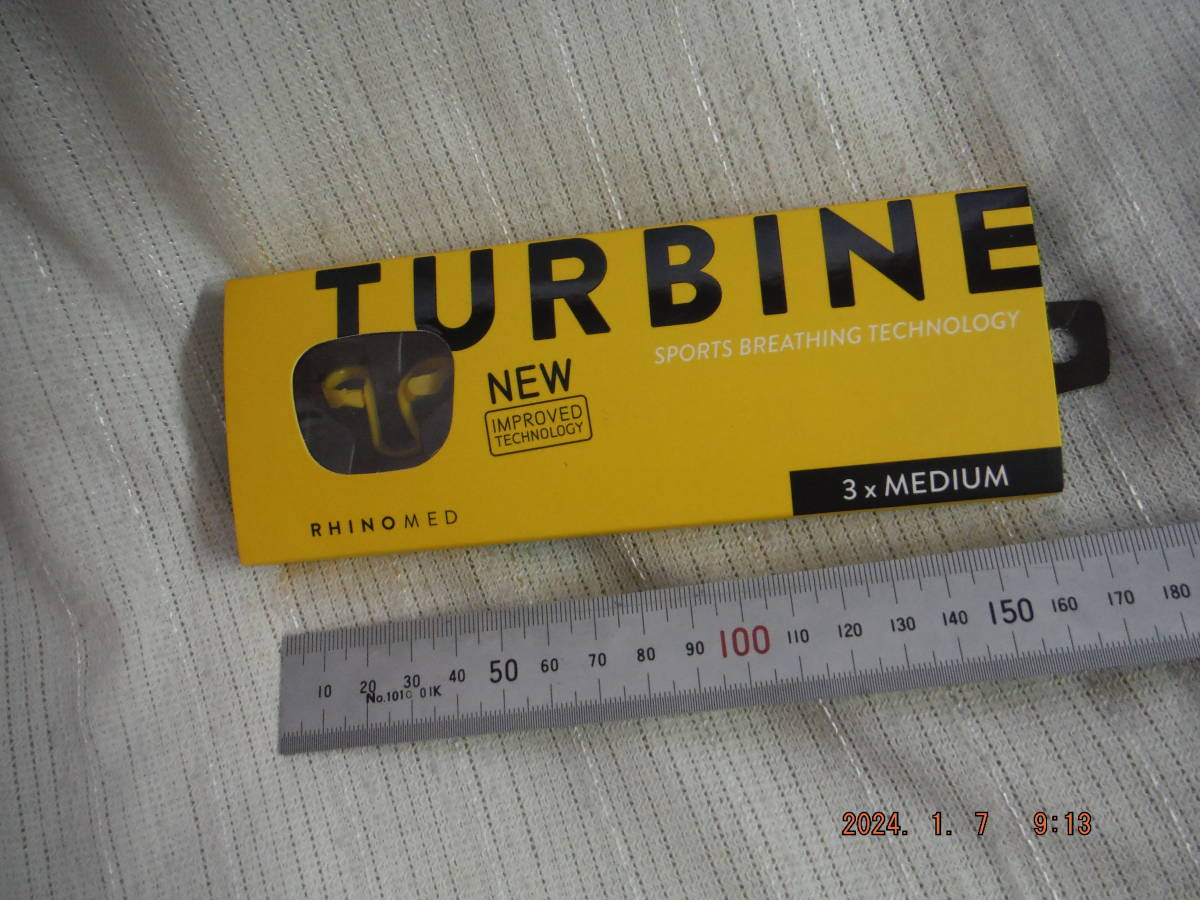 TURBINE
SPORTS BREATHING TECHNOLOGY
NEW
IMPROVED
TECHNOLOGY
3 x MEDIUM
RHINOMED
10 20 30 40 50 60 70 80 90 100 110 120 130 140 150 160 170 180
2024. 1. 7 9:13